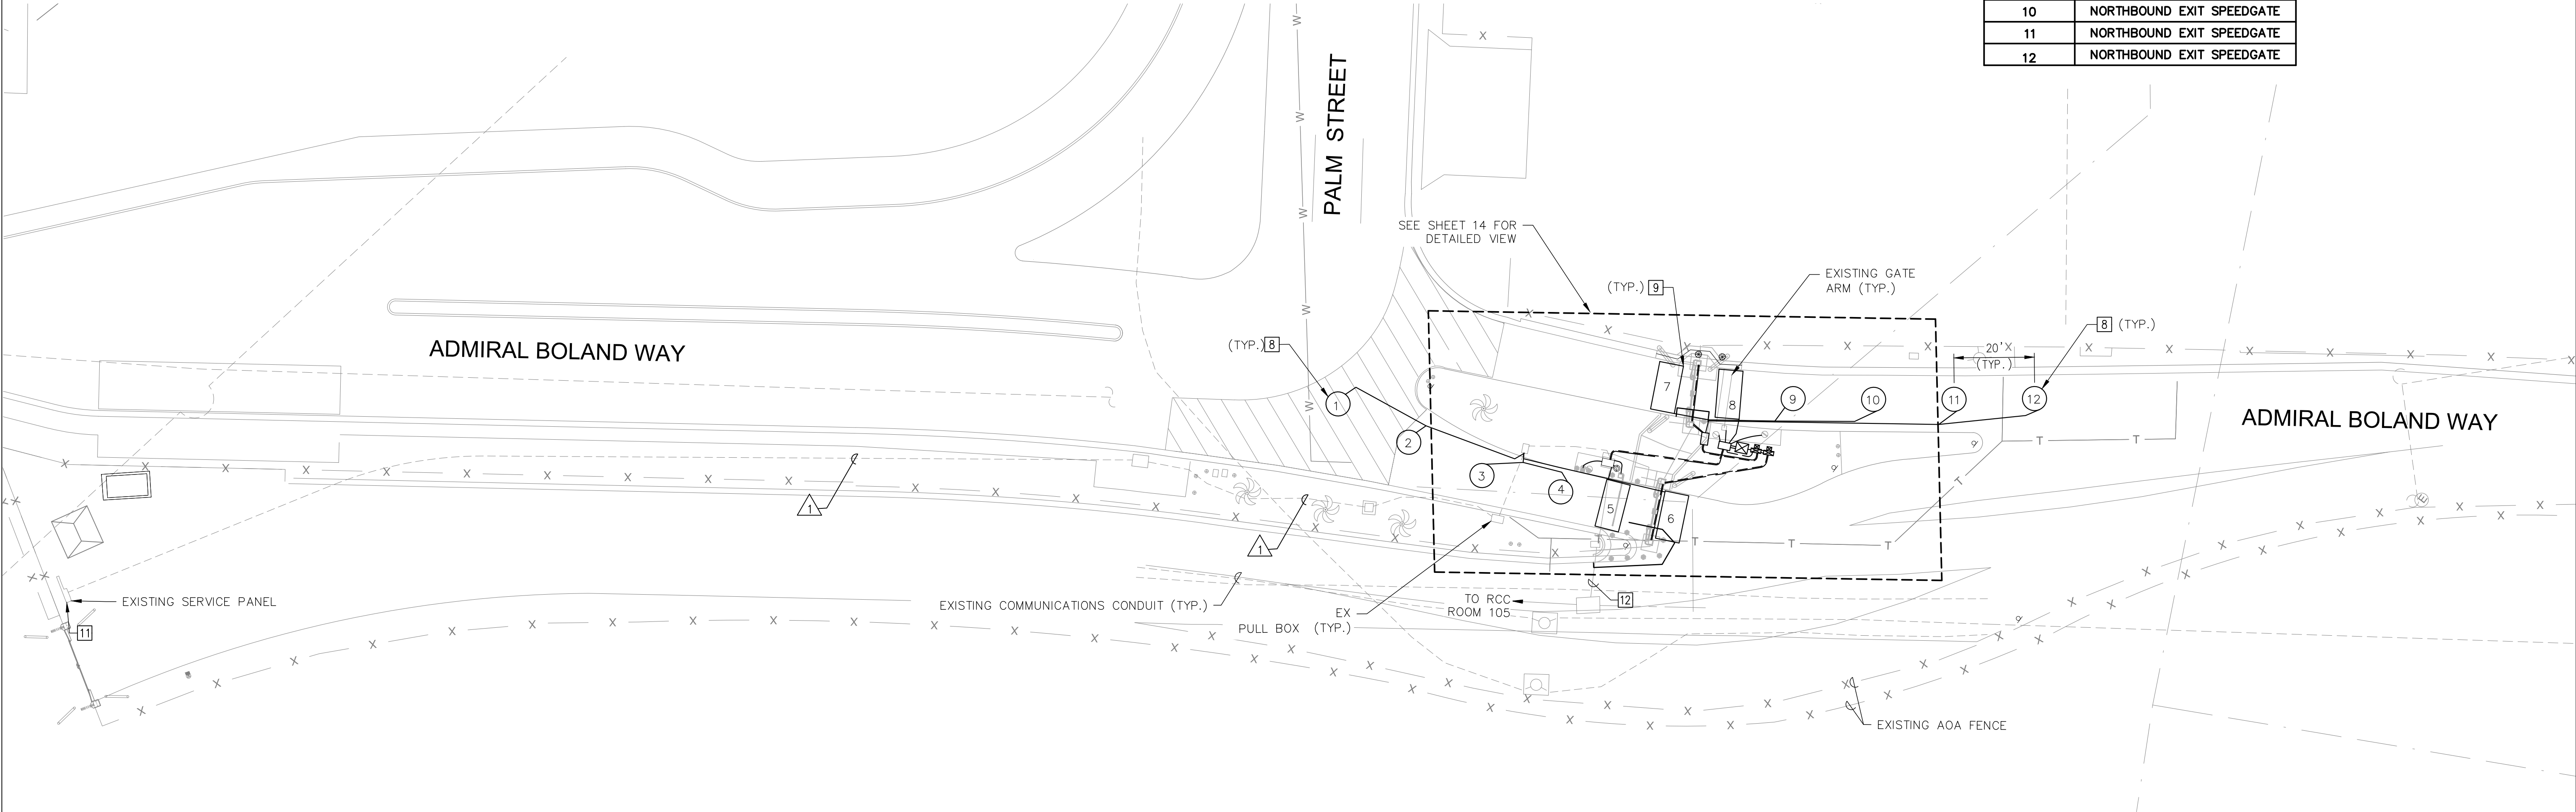 10 NORTHBOUND EXIT SPEEDGATE
11 NORTHBOUND EXIT SPEEDGATE
12 NORTHBOUND EXIT SPEEDGATE
PALM STREET
SEE SHEET 14 FOR
DETAILED VIEW
(TYP.) 9
EXISTING GATE
ARM (TYP.)
(TYP.) 8
8 (TYP.)
20'
(TYP.)
ADMIRAL BOLAND WAY
ADMIRAL BOLAND WAY
1
2
3
4
5
6
7
8
9
10
11
12
1
1
EXISTING SERVICE PANEL
11
EXISTING COMMUNICATIONS CONDUIT (TYP.)
EX
PULL BOX (TYP.)
TO RCC
ROOM 105
12
EXISTING AOA FENCE
W
W
W
W
W
T
T
T
T
T
T
E
X